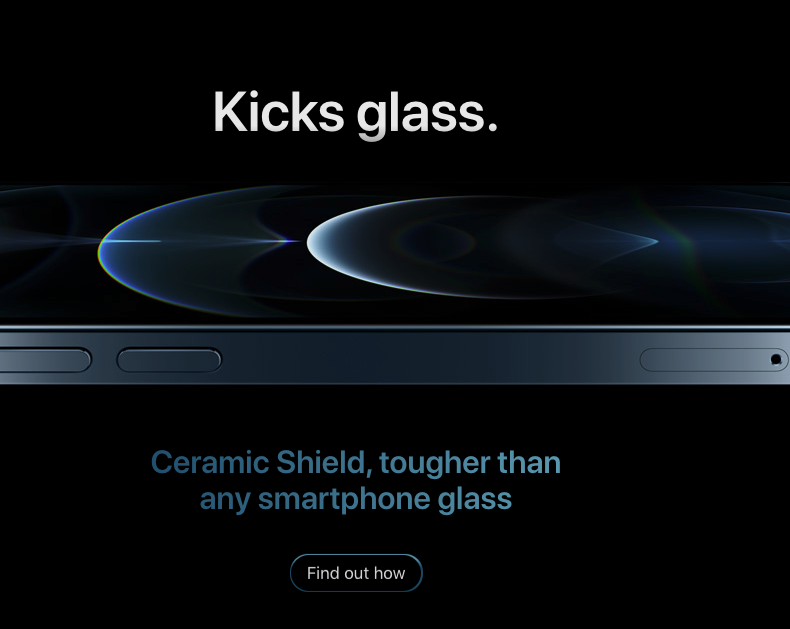 Kicks glass.
Ceramic Shield, tougher than
any smartphone glass
Find out how